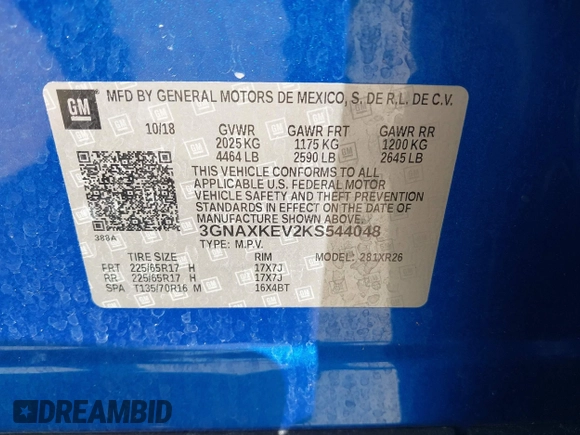 GM MFD BY GENERAL MOTORS DE MEXICO, S. DE R.L. DE C.V.
10/18 GVWR GAWR FRT GAWR RR
2025 KG 1175 KG 1200 KG
4464 LB 2590 LB 2645 LB
THIS VEHICLE CONFORMS TO ALL
APPLICABLE U.S. FEDERAL MOTOR
VEHICLE SAFETY AND THEFT PREVENTION
STANDARDS IN EFFECT ON THE DATE OF
MANUFACTURE SHOWN ABOVE.
3GNAXKEV2KS544048
388A TYPE: M.P.V. MODEL: 281XR26
TIRE SIZE RIM
FRT 225/65R17 H 17X7J
RR 225/65R17 H 17X7J
SPA T135/70R16 M 16X4BT
DREAMBID